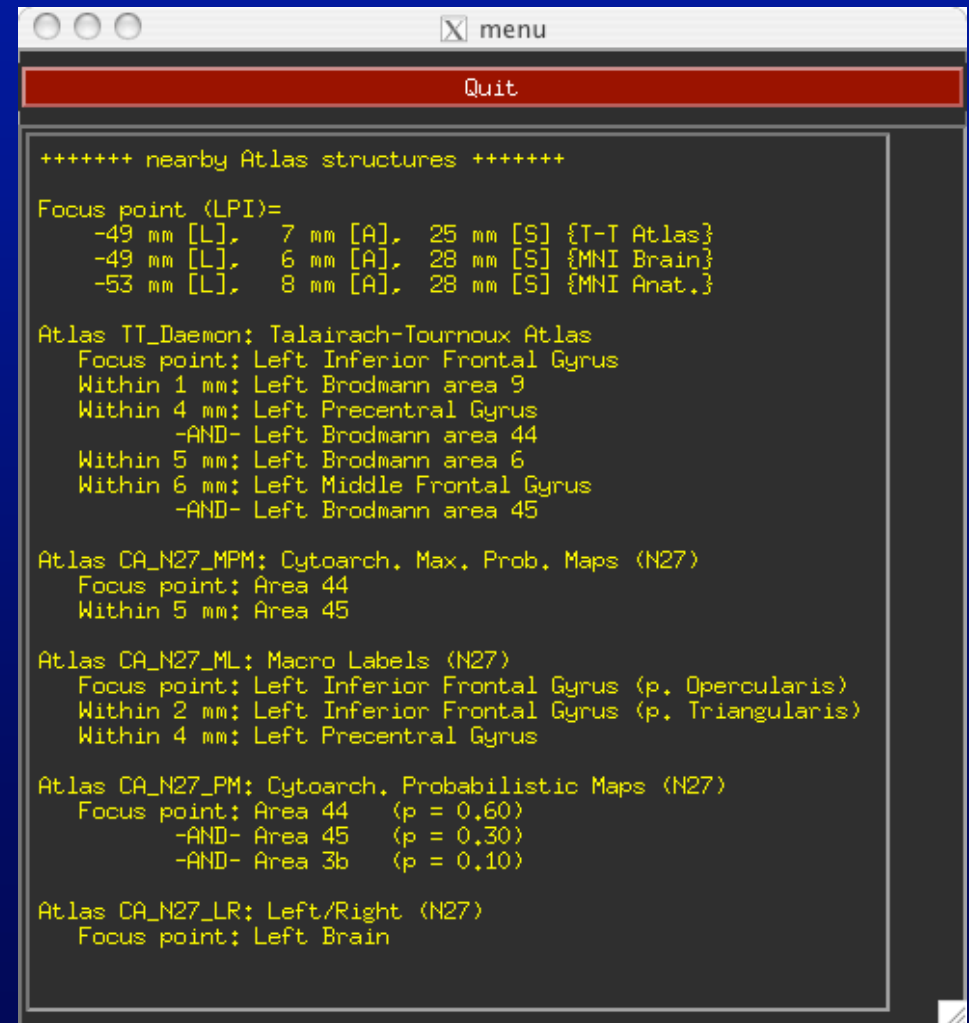 menu
Quit
+++++++ nearby Atlas structures +++++++
Focus point (LPI)=
-49 mm [L], 7 mm [A], 25 mm [S] {T-T Atlas}
-49 mm [L], 6 mm [A], 28 mm [S] {MNI Brain}
-53 mm [L], 8 mm [A], 28 mm [S] {MNI Anat.}
Atlas TT_Daemon: Talairach-Tournoux Atlas
Focus point: Left Inferior Frontal Gyrus
Within 1 mm: Left Brodmann area 9
Within 4 mm: Left Precentral Gyrus
-AND- Left Brodmann area 44
Within 5 mm: Left Brodmann area 6
Within 6 mm: Left Middle Frontal Gyrus
-AND- Left Brodmann area 45
Atlas CA_N27_MPM: Cytoarch. Max. Prob. Maps (N27)
Focus point: Area 44
Within 5 mm: Area 45
Atlas CA_N27_ML: Macro Labels (N27)
Focus point: Left Inferior Frontal Gyrus (p. Opercularis)
Within 2 mm: Left Inferior Frontal Gyrus (p. Triangularis)
Within 4 mm: Left Precentral Gyrus
Atlas CA_N27_PM: Cytoarch. Probabilistic Maps (N27)
Focus point: Area 44 (p = 0.60)
-AND- Area 45 (p = 0.30)
-AND- Area 3b (p = 0.10)
Atlas CA_N27_LR: Left/Right (N27)
Focus point: Left Brain